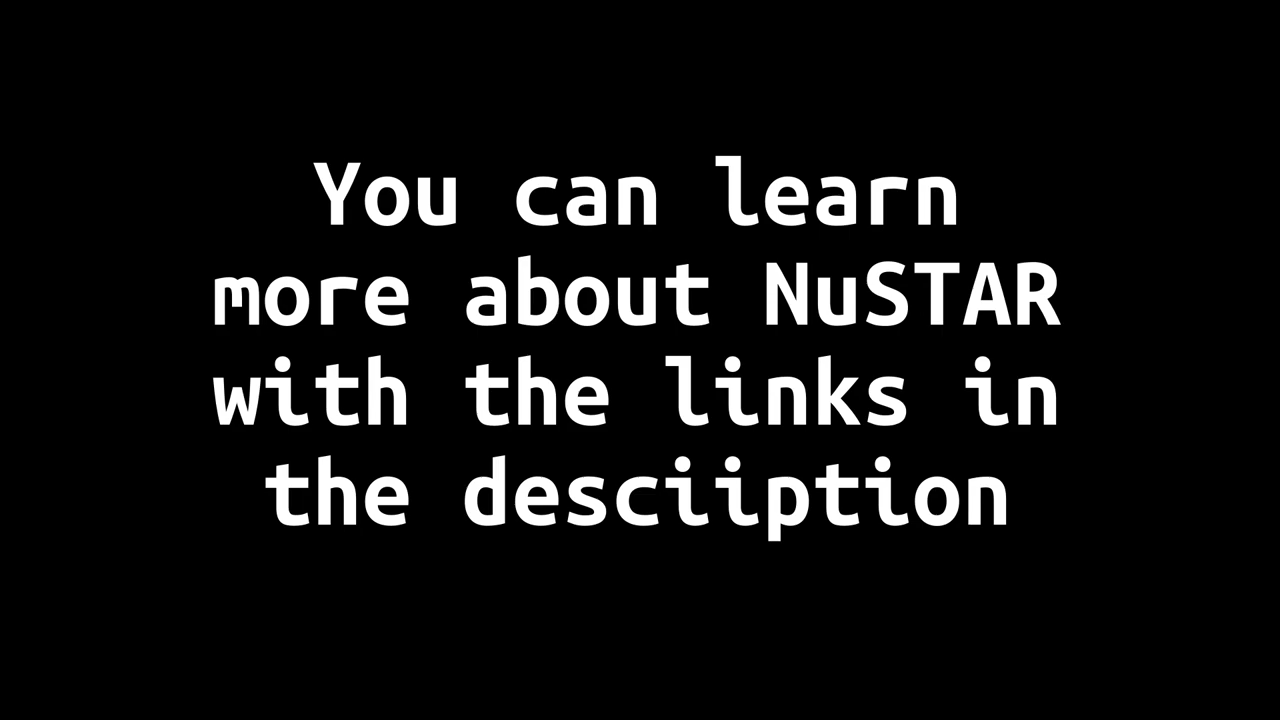 You can learn
more about NuSTAR
with the links in
the desciiption